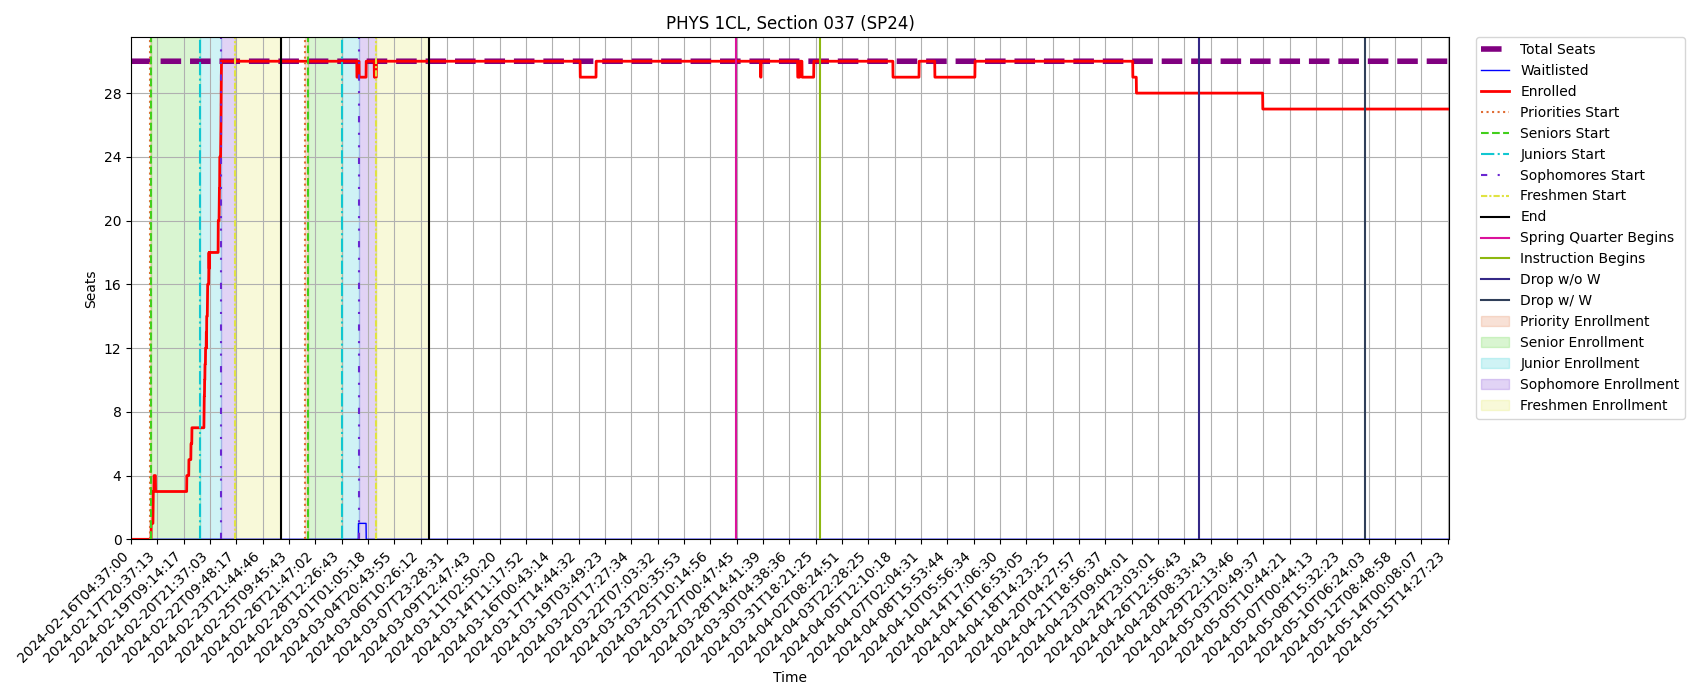 PHYS 1CL, Section 037 (SP24)
Seats
28
24
20
16
12
8
4
0
2024-02-16T04:37:00
2024-02-17T20:37:13
2024-02-19T09:14:17
2024-02-20T21:37:03
2024-02-22T09:48:17
2024-02-23T21:44:46
2024-02-25T09:45:43
2024-02-26T21:47:02
2024-02-28T12:26:43
2024-03-01T01:05:18
2024-03-04T20:43:55
2024-03-06T10:26:12
2024-03-07T23:28:31
2024-03-09T12:47:43
2024-03-11T02:50:20
2024-03-14T11:17:52
2024-03-16T00:43:14
2024-03-17T14:44:32
2024-03-19T03:49:23
2024-03-20T17:27:34
2024-03-22T07:03:32
2024-03-23T20:35:53
2024-03-25T10:14:56
2024-03-27T00:47:45
2024-03-28T14:41:39
2024-03-30T04:38:36
2024-03-31T18:21:25
2024-04-02T08:24:51
2024-04-03T22:28:25
2024-04-05T12:10:18
2024-04-07T02:04:31
2024-04-08T15:53:44
2024-04-10T05:56:34
2024-04-14T17:06:30
2024-04-16T16:53:05
2024-04-18T14:23:25
2024-04-20T04:27:57
2024-04-21T18:56:37
2024-04-23T09:04:01
2024-04-24T23:03:01
2024-04-26T12:56:43
2024-04-28T08:33:43
2024-04-29T22:13:46
2024-05-03T20:49:37
2024-05-05T10:44:21
2024-05-07T00:44:13
2024-05-08T15:32:23
2024-05-10T06:24:03
2024-05-12T08:48:58
2024-05-14T00:08:07
2024-05-15T14:27:23
Time
Total Seats
Waitlisted
Enrolled
Priorities Start
Seniors Start
Juniors Start
Sophomores Start
Freshmen Start
End
Spring Quarter Begins
Instruction Begins
Drop w/o W
Drop w/ W
Priority Enrollment
Senior Enrollment
Junior Enrollment
Sophomore Enrollment
Freshmen Enrollment